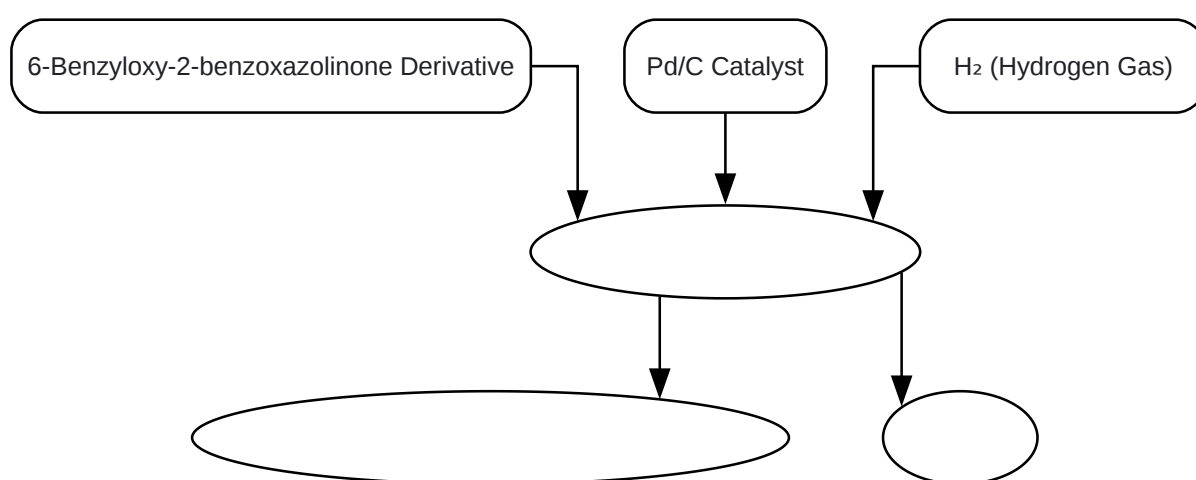 6-Benzyloxy-2-benzoxazolinone Derivative
Pd/C Catalyst
H₂ (Hydrogen Gas)